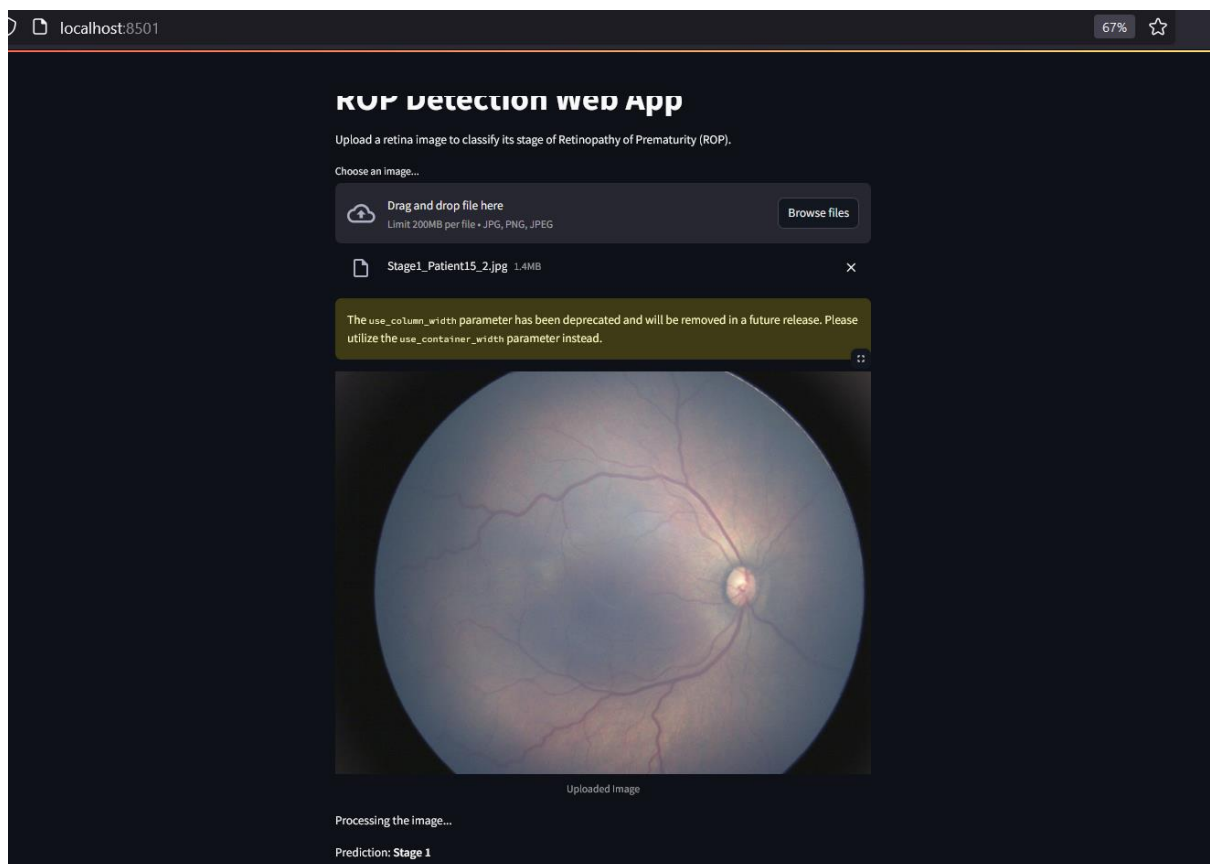 localhost:8501
67%
ROP Detection Web App
Upload a retina image to classify its stage of Retinopathy of Prematurity (ROP).
Choose an image...
Drag and drop file here
Limit 200MB per file • JPG, PNG, JPEG
Browse files
Stage1_Patient15_2.jpg 1.4MB
The use_column_width parameter has been deprecated and will be removed in a future release. Please
utilize the use_container_width parameter instead.
Uploaded Image
Processing the image...
Prediction: Stage 1